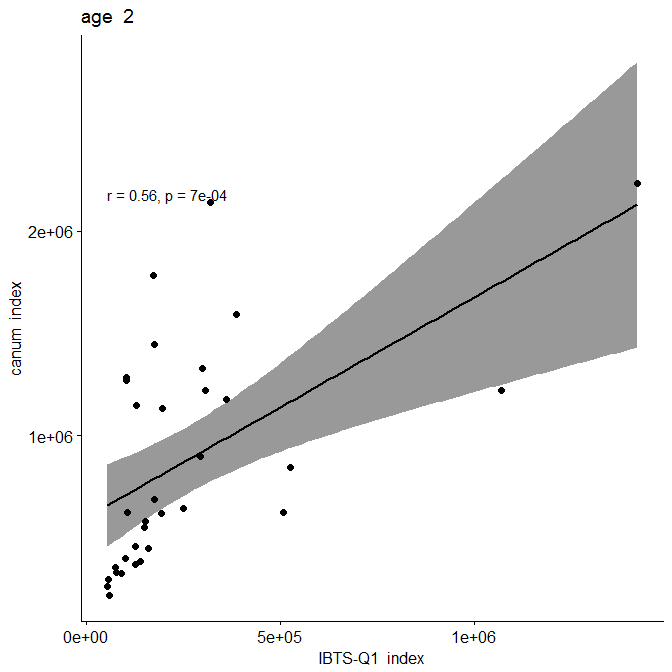 age 2
r = 0.56, p = 7e-04
canum index
2e+06
1e+06
0e+00 5e+05 1e+06
IBTS-Q1 index